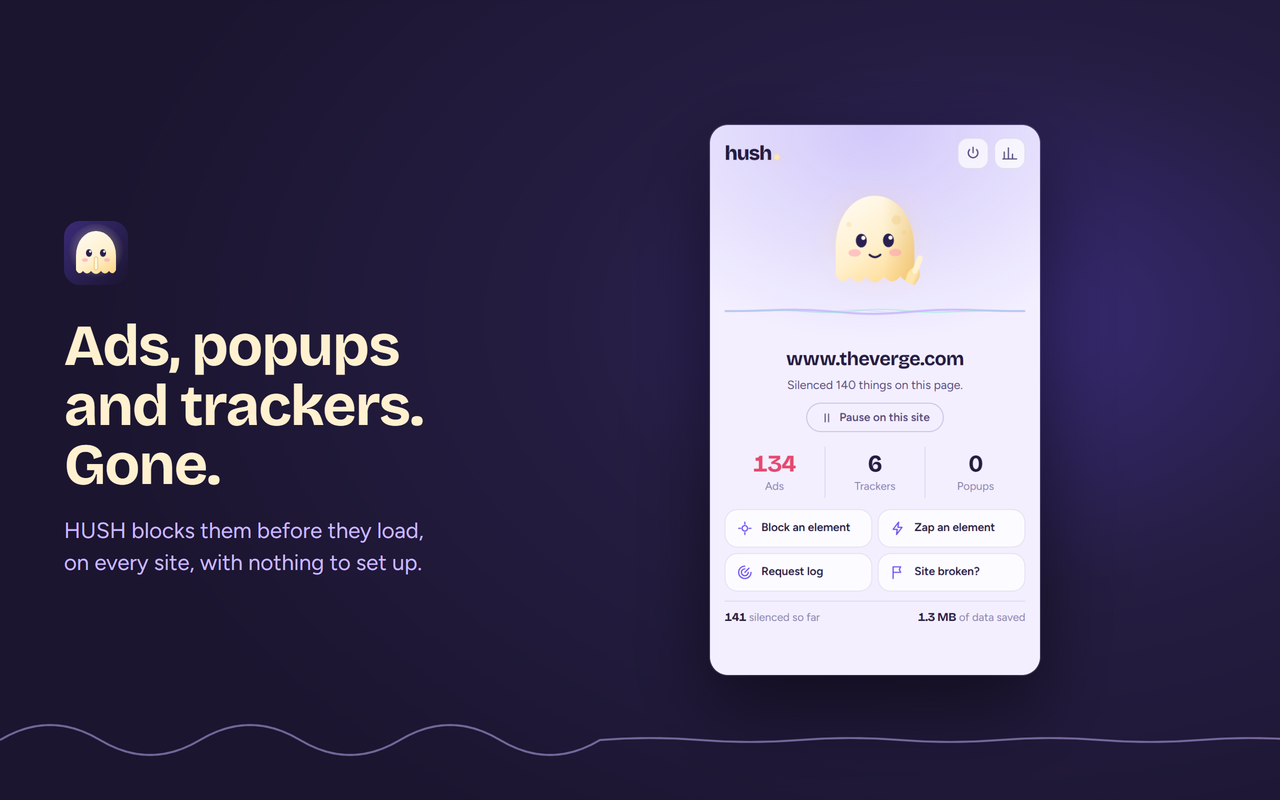 Ads, popups
and trackers.
Gone.
HUSH blocks them before they load,
on every site, with nothing to set up.
hush.
www.theverge.com
Silenced 140 things on this page.
Pause on this site
134 6 0
Ads Trackers Popups
Block an element Zap an element
Request log Site broken?
141 silenced so far 1.3 MB of data saved